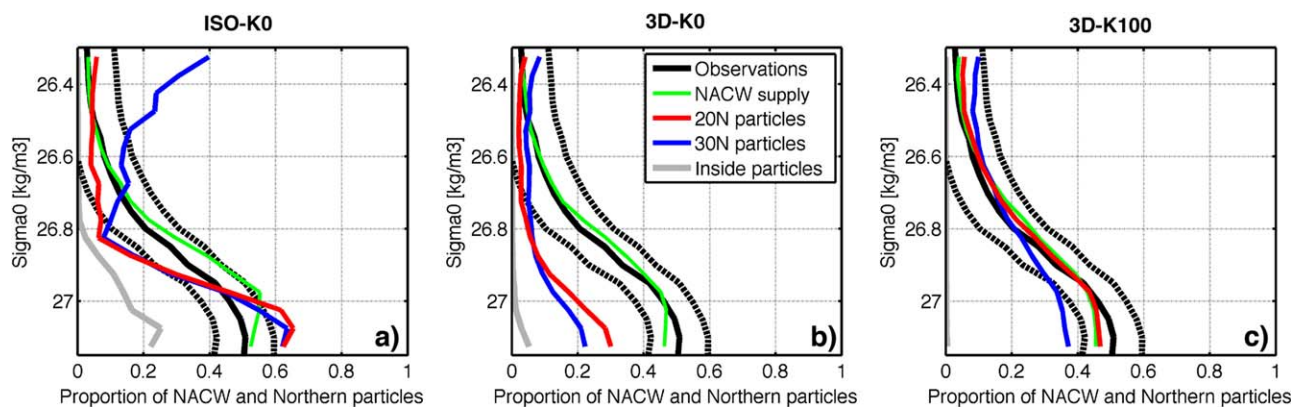 ISO-K0
3D-K0
3D-K100
Sigma0 [kg/m3]
26.4
26.6
26.8
27
0
0.2
0.4
0.6
0.8
1
Proportion of NACW and Northern particles
a)
Sigma0 [kg/m3]
26.4
26.6
26.8
27
0
0.2
0.4
0.6
0.8
1
Proportion of NACW and Northern particles
Observations
NACW supply
20N particles
30N particles
Inside particles
b)
Sigma0 [kg/m3]
26.4
26.6
26.8
27
0
0.2
0.4
0.6
0.8
1
Proportion of NACW and Northern particles
c)